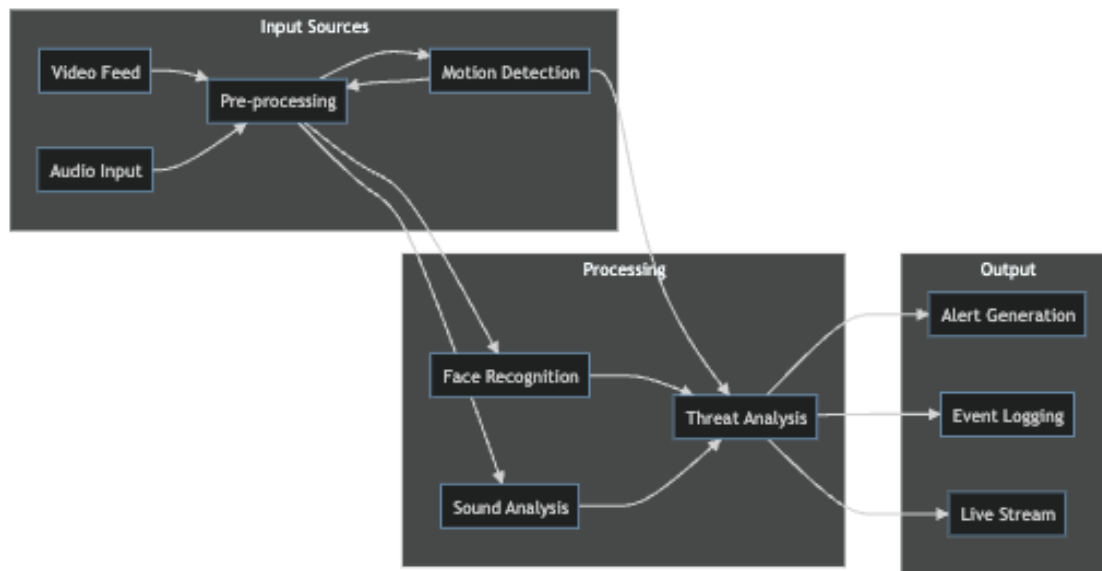 Input Sources
Video Feed
Motion Detection
Pre-processing
Audio Input
Processing
Face Recognition
Threat Analysis
Sound Analysis
Output
Alert Generation
Event Logging
Live Stream